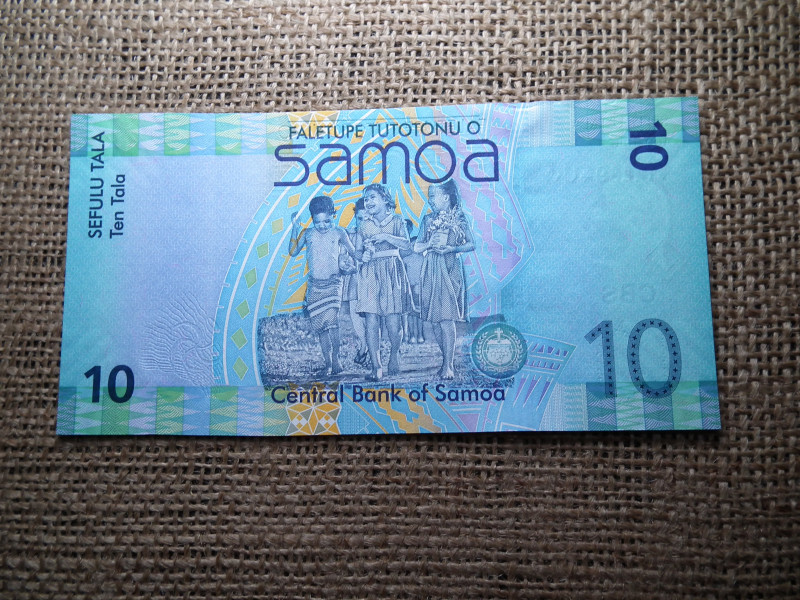 SEFULU TALA
Ten Tala
FALETUPE TUTOTONU O
samoa
10
10
Central Bank of Samoa
10